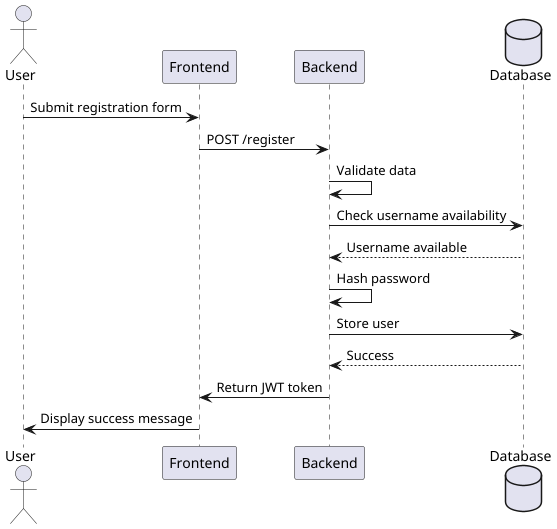 User
Frontend
Backend
Database
Submit registration form
POST /register
Validate data
Check username availability
Username available
Hash password
Store user
Success
Return JWT token
Display success message
User
Frontend
Backend
Database